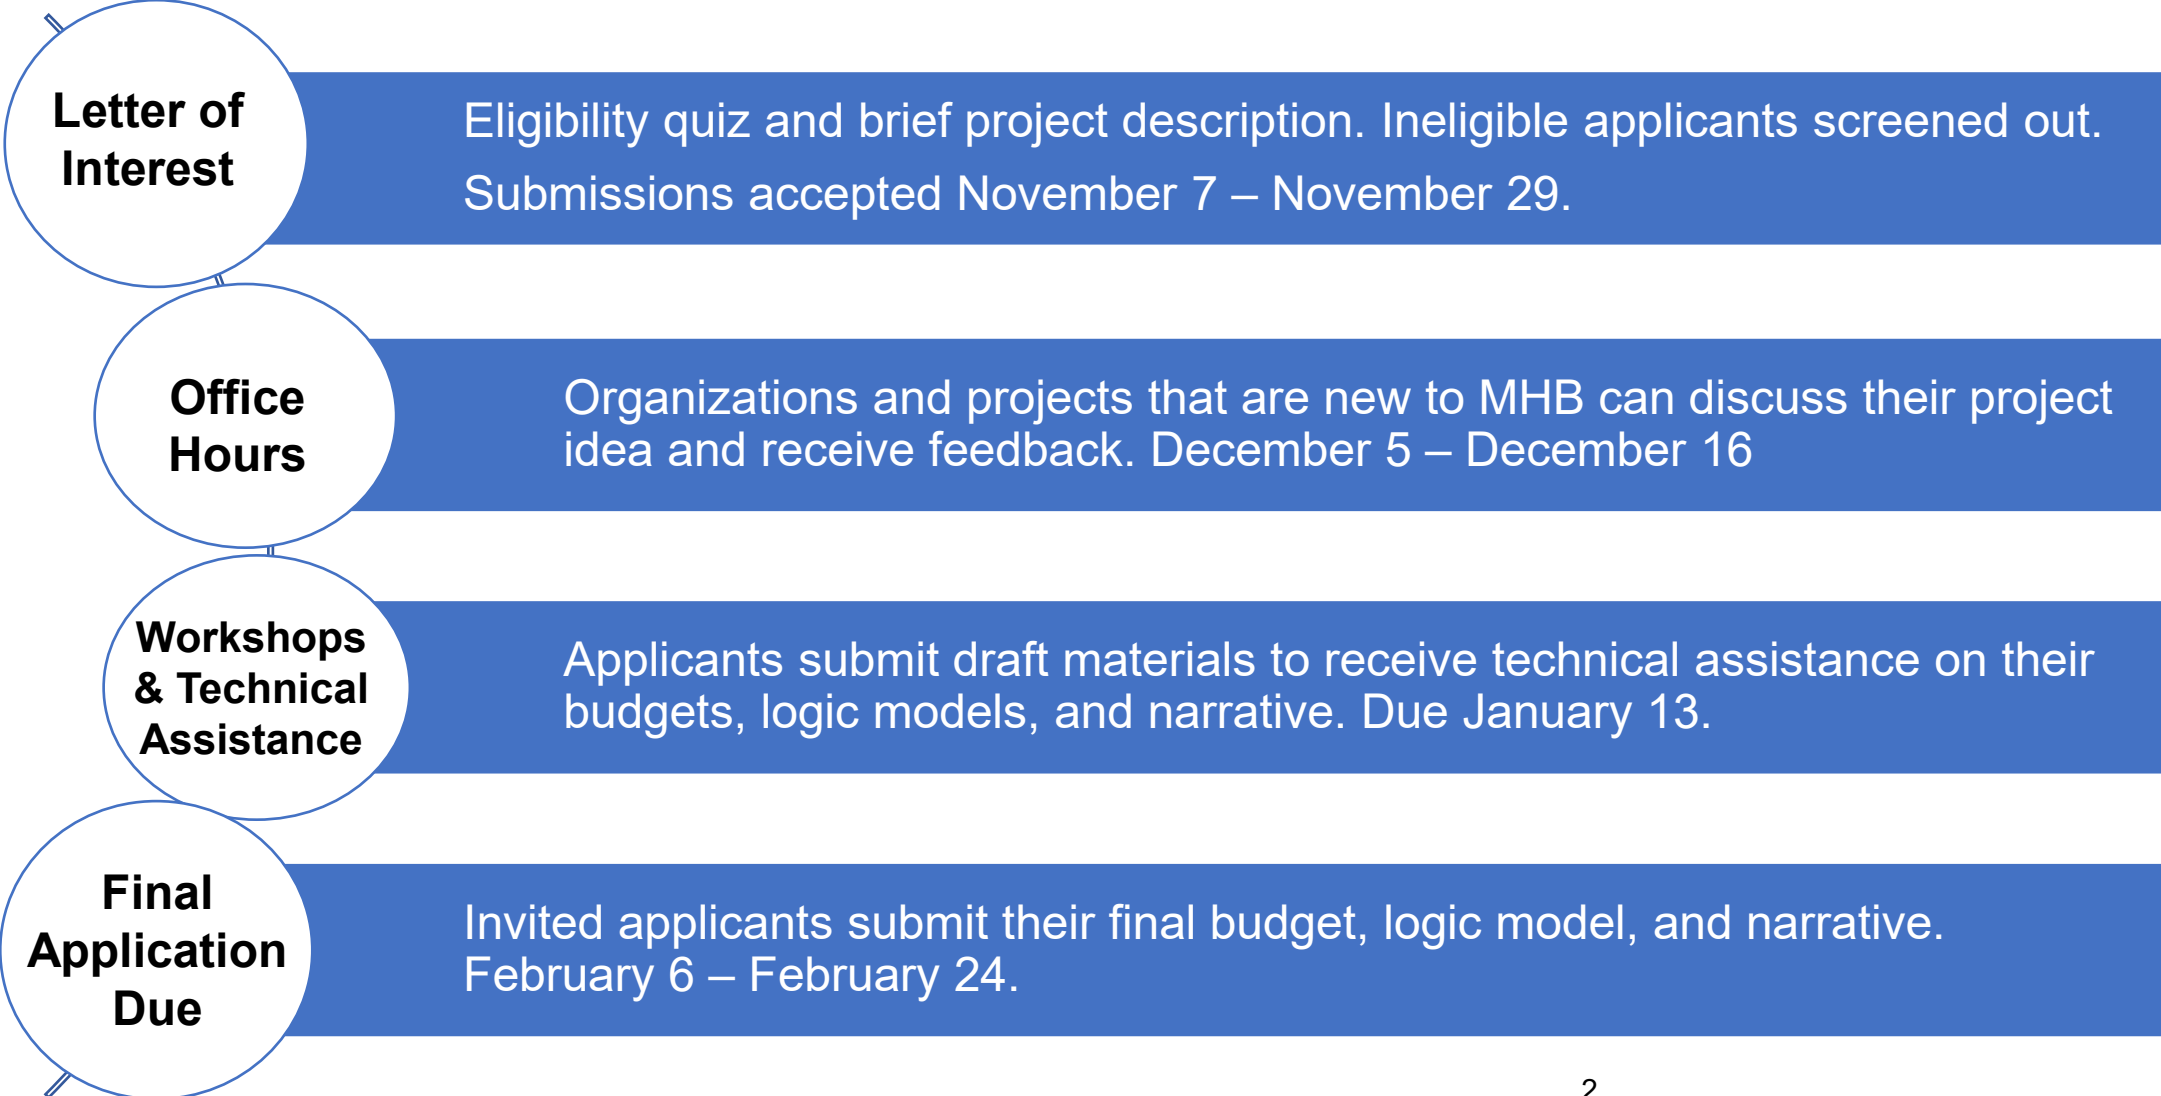 Letter of
Interest
Eligibility quiz and brief project description. Ineligible applicants screened out.
Submissions accepted November 7 – November 29.
Office
Hours
Organizations and projects that are new to MHB can discuss their project
idea and receive feedback. December 5 – December 16
Workshops
& Technical
Assistance
Applicants submit draft materials to receive technical assistance on their
budgets, logic models, and narrative. Due January 13.
Final
Application
Due
Invited applicants submit their final budget, logic model, and narrative.
February 6 – February 24.
2